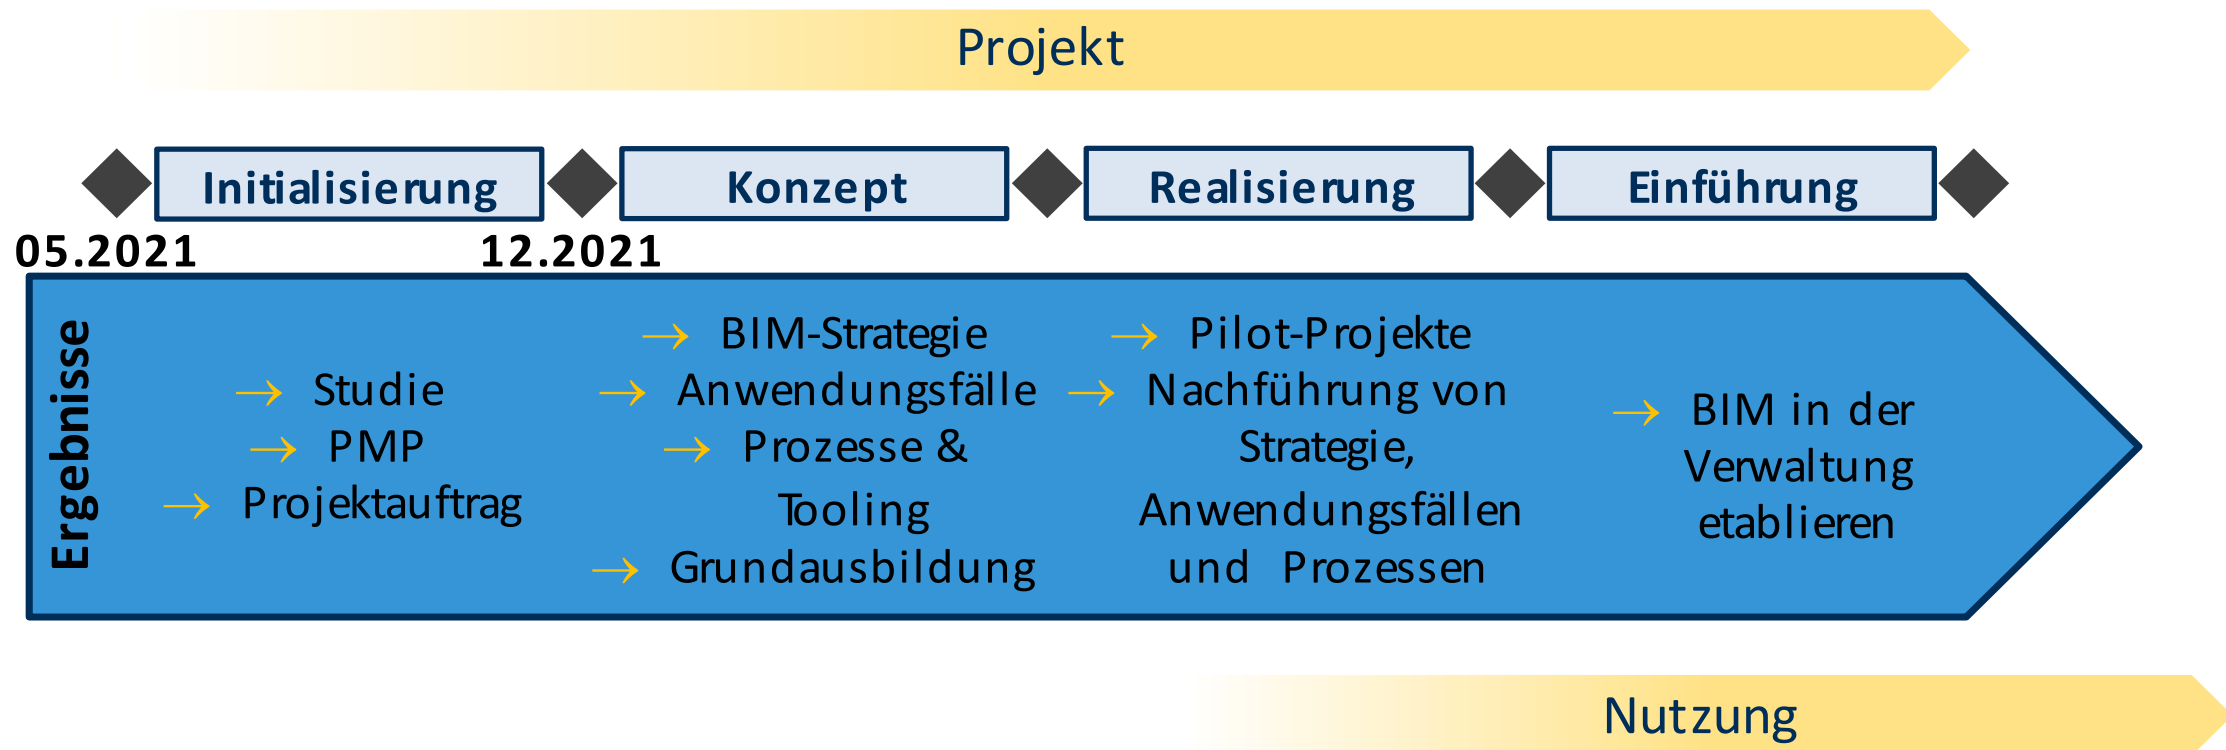 Projekt
Initialisierung
Konzept
Realisierung
Einführung
05.2021
12.2021
Ergebnisse
→ Studie
→ PMP
→ Projektauftrag
→ BIM-Strategie
→ Anwendungsfälle
→ Prozesse &
Tooling
→ Grundausbildung
→ Pilot-Projekte
→ Nachführung von
Strategie,
Anwendungsfällen
und Prozessen
→ BIM in der
Verwaltung
etablieren
Nutzung